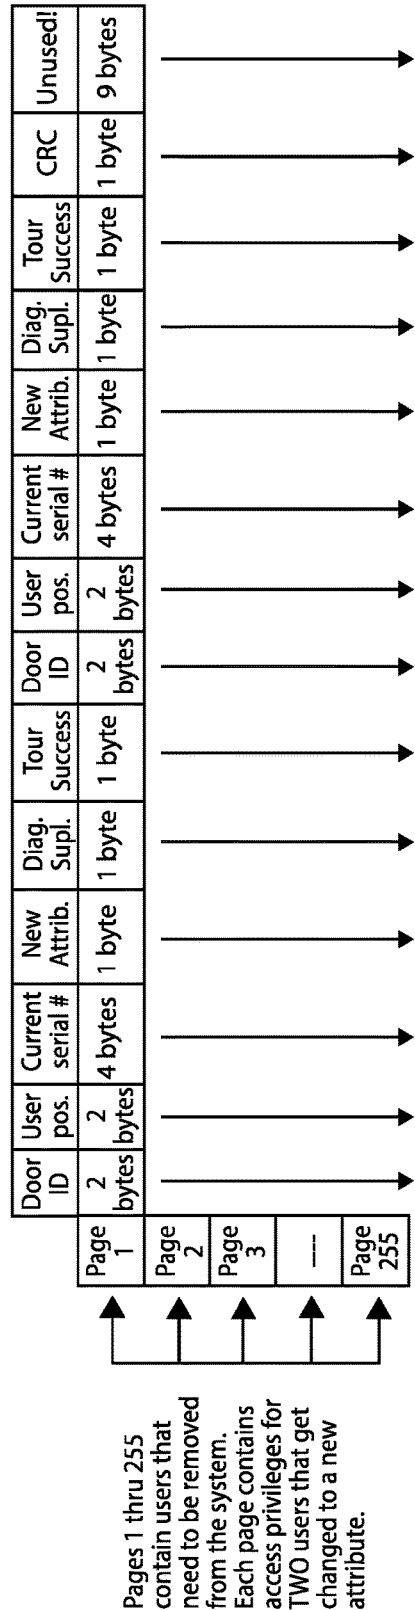 Door
ID
User
pos.
Current
serial #
New
Attrib.
Diag.
Supl.
Tour
Success
Door
ID
User
pos.
Current
serial #
New
Attrib.
Diag.
Supl.
Tour
Success
CRC
Unused!
Page
1
2
bytes
2
bytes
4 bytes
1 byte
1 byte
1 byte
2
bytes
2
bytes
4 bytes
1 byte
1 byte
1 byte
1 byte
9 bytes
Page
2
Page
3
----
Page
255
Pages 1 thru 255
contain users that
need to be removed
from the system.
Each page contains
access privileges for
TWO users that get
changed to a new
attribute.